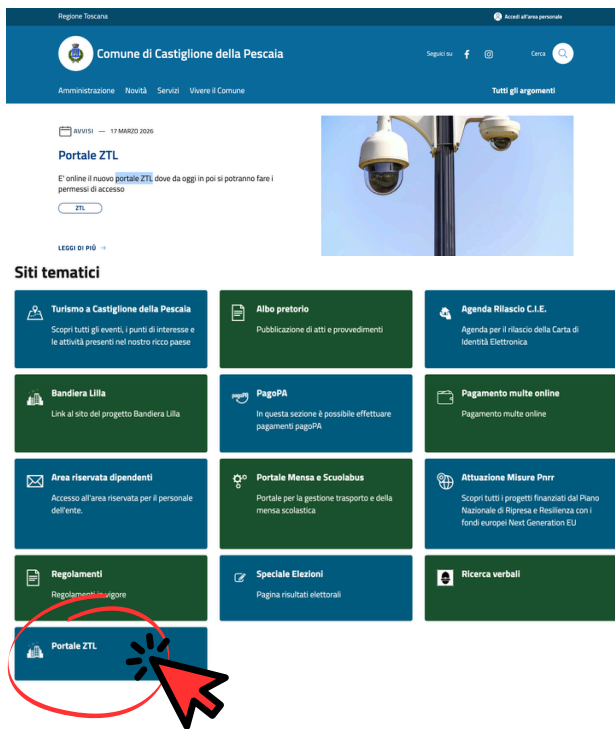 Regione Toscana
Accedi all'area personale
Comune di Castiglione della Pescaia
Seguici su
Cerca
Amministrazione Novità Servizi Vivere il Comune
Tutti gli argomenti
AVVISI — 17 MARZO 2026
Portale ZTL
E' online il nuovo portale ZTL dove da oggi in poi si potranno fare i
permessi di accesso
ZTL
LEGGI DI PIÙ →
Siti tematici
Turismo a Castiglione della Pescaia
Scopri tutti gli eventi, i punti di interesse e
le attività presenti nel nostro ricco paese
Albo pretorio
Pubblicazione di atti e provvedimenti
Agenda Rilascio C.I.E.
Agenda per il rilascio della Carta di
Identità Elettronica
Bandiera Lilla
Link al sito del progetto Bandiera Lilla
PagoPA
In questa sezione è possibile effettuare
pagamenti pagoPA
Pagamento multe online
Pagamento multe online
Area riservata dipendenti
Accesso all'area riservata per il personale
dell'ente.
Portale Mensa e Scuolabus
Portale per la gestione trasporto e della
mensa scolastica
Attuazione Misure Pnrr
Scopri tutti i progetti finanziati dal Piano
Nazionale di Ripresa e Resilienza con i
fondi europei Next Generation EU
Regolamenti
Regolamenti in vigore
Speciale Elezioni
Pagina risultati elettorali
Ricerca verbali
Portale ZTL